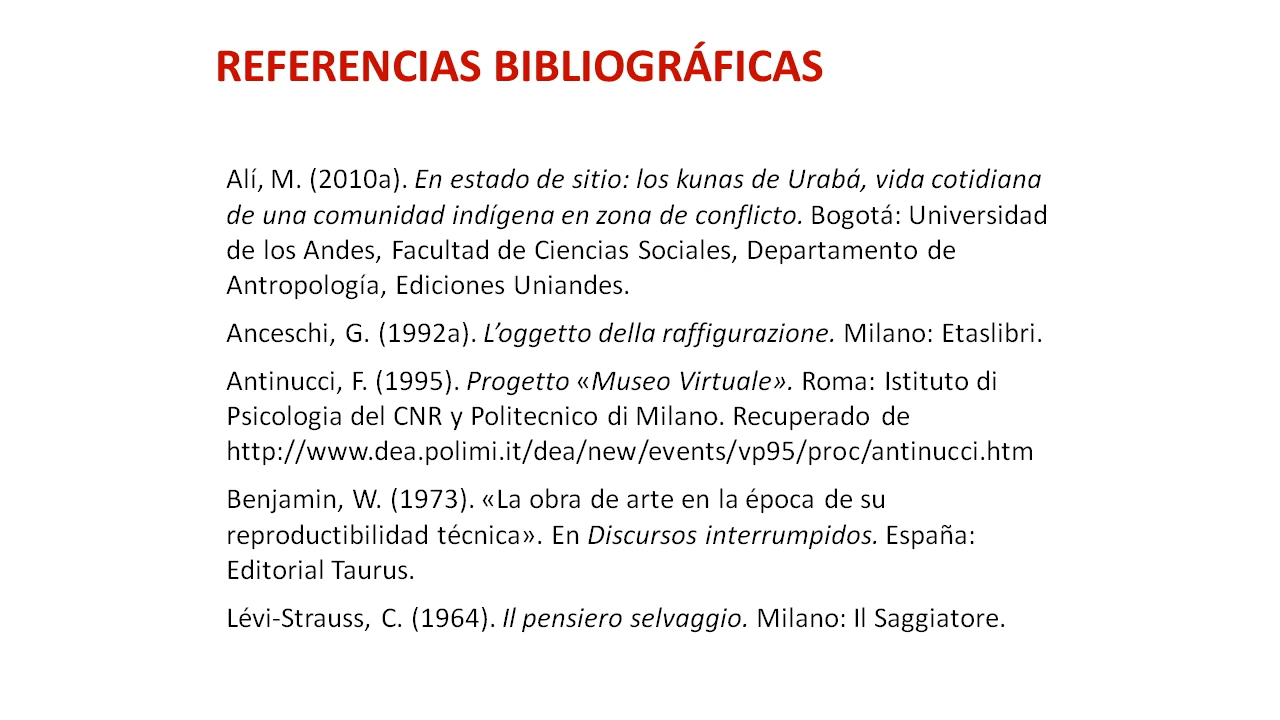 REFERENCIAS BIBLIOGRÁFICAS
Alí, M. (2010a). En estado de sitio: los kunas de Urabá, vida cotidiana
de una comunidad indígena en zona de conflicto. Bogotá: Universidad
de los Andes, Facultad de Ciencias Sociales, Departamento de
Antropología, Ediciones Uniandes.
Anceschi, G. (1992a). L’oggetto della raffigurazione. Milano: Etaslibri.
Antinucci, F. (1995). Progetto «Museo Virtuale». Roma: Istituto di
Psicologia del CNR y Politecnico di Milano. Recuperado de
http://www.dea.polimi.it/dea/new/events/vp95/proc/antinucci.htm
Benjamin, W. (1973). «La obra de arte en la época de su
reproductibilidad técnica». En Discursos interrumpidos. España:
Editorial Taurus.
Lévi-Strauss, C. (1964). Il pensiero selvaggio. Milano: Il Saggiatore.